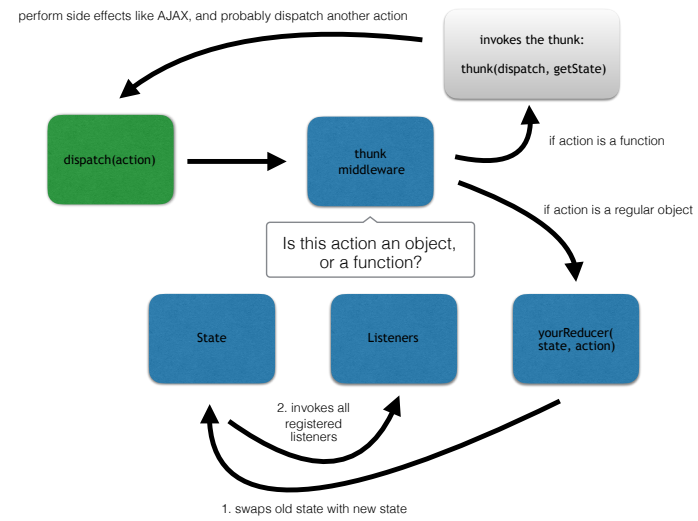 perform side effects like AJAX, and probably dispatch another action
invokes the thunk:
thunk(dispatch, getState)
dispatch(action)
thunk
middleware
if action is a function
if action is a regular object
Is this action an object,
or a function?
State
Listeners
yourReducer(
state, action)
2. invokes all
registered
listeners
1. swaps old state with new state